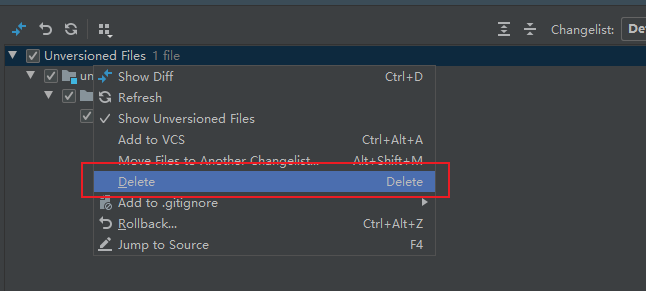 Changelist: De
Unversioned Files 1 file
un
Show Diff Ctrl+D
Refresh
Show Unversioned Files
Add to VCS Ctrl+Alt+A
Move Files to Another Changelist... Alt+Shift+M
Delete Delete
Add to .gitignore
Rollback... Ctrl+Alt+Z
Jump to Source F4